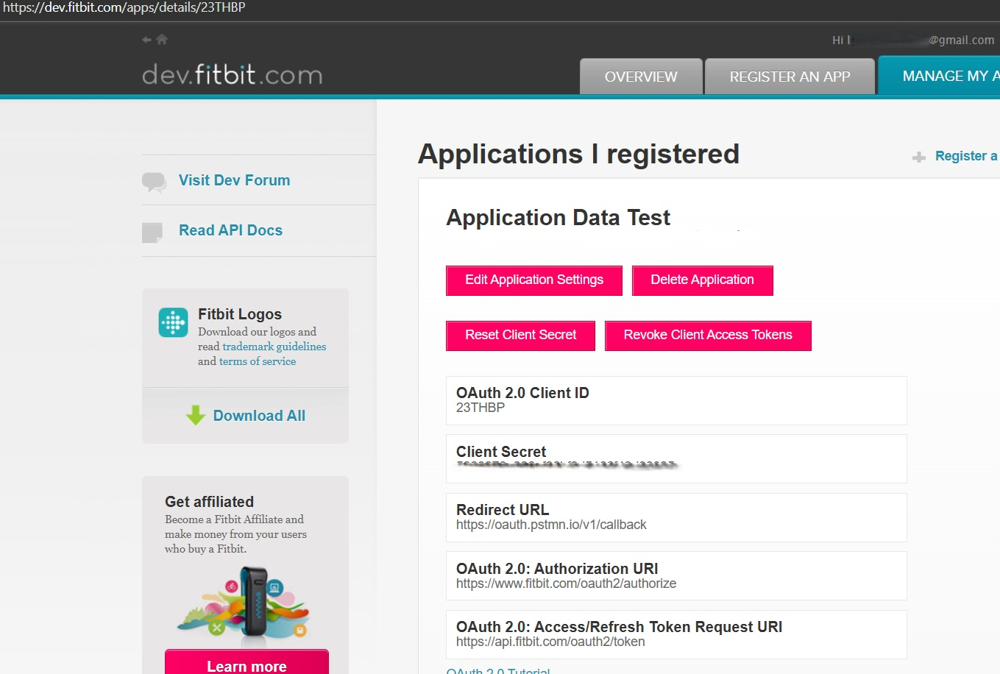 https://dev.fitbit.com/apps/details/23THBP
Hi l
@gmail.com
dev.fitbit.com
OVERVIEW
REGISTER AN APP
MANAGE MY A
Visit Dev Forum
Read API Docs
Fitbit Logos
Download our logos and
read trademark guidelines
and terms of service
Download All
Get affiliated
Become a Fitbit Affiliate and
make money from your users
who buy a Fitbit.
Learn more
Applications I registered
Register a
Application Data Test
Edit Application Settings
Delete Application
Reset Client Secret
Revoke Client Access Tokens
OAuth 2.0 Client ID
23THBP
Client Secret
Redirect URL
https://oauth.pstmn.io/v1/callback
OAuth 2.0: Authorization URI
https://www.fitbit.com/oauth2/authorize
OAuth 2.0: Access/Refresh Token Request URI
https://api.fitbit.com/oauth2/token
OAuth 2.0 Tutorial